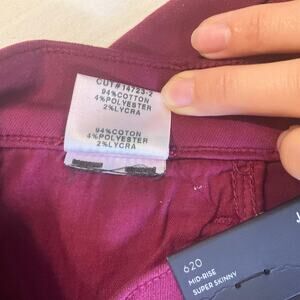 CUT#14723-2
94%COTTON
4%POLYESTER
2%LYCRA
94%COTTON
4%POLYESTER
2%LYCRA
620
MID-RISE
SUPER SKINNY